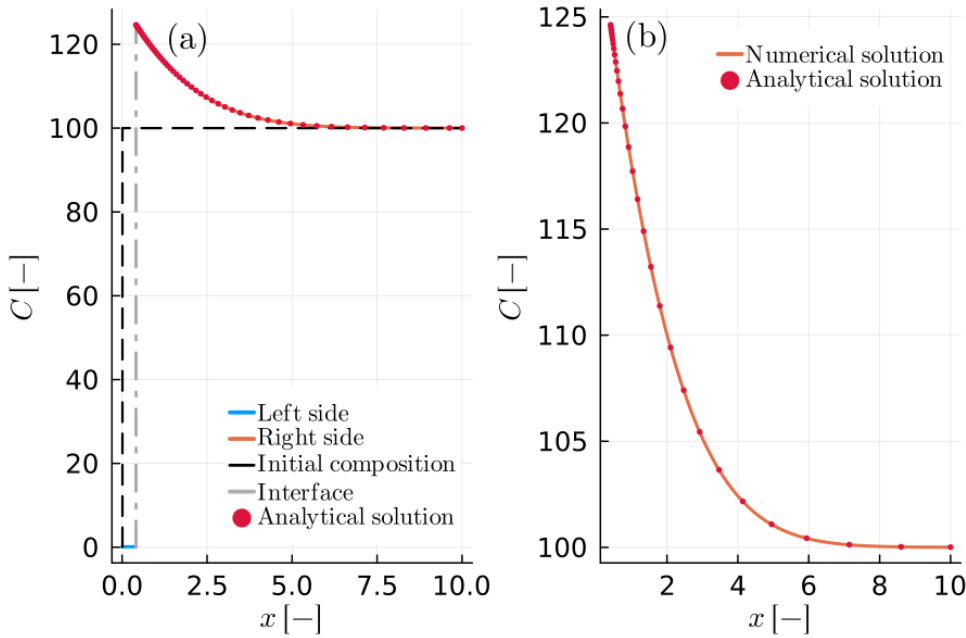 (a)
120
100
80
60
40
20
0
C [−]
0.0 2.5 5.0 7.5 10.0
x [−]
Left side
Right side
Initial composition
Interface
Analytical solution
(b)
125
120
115
110
105
100
C [−]
2 4 6 8 10
x [−]
Numerical solution
Analytical solution